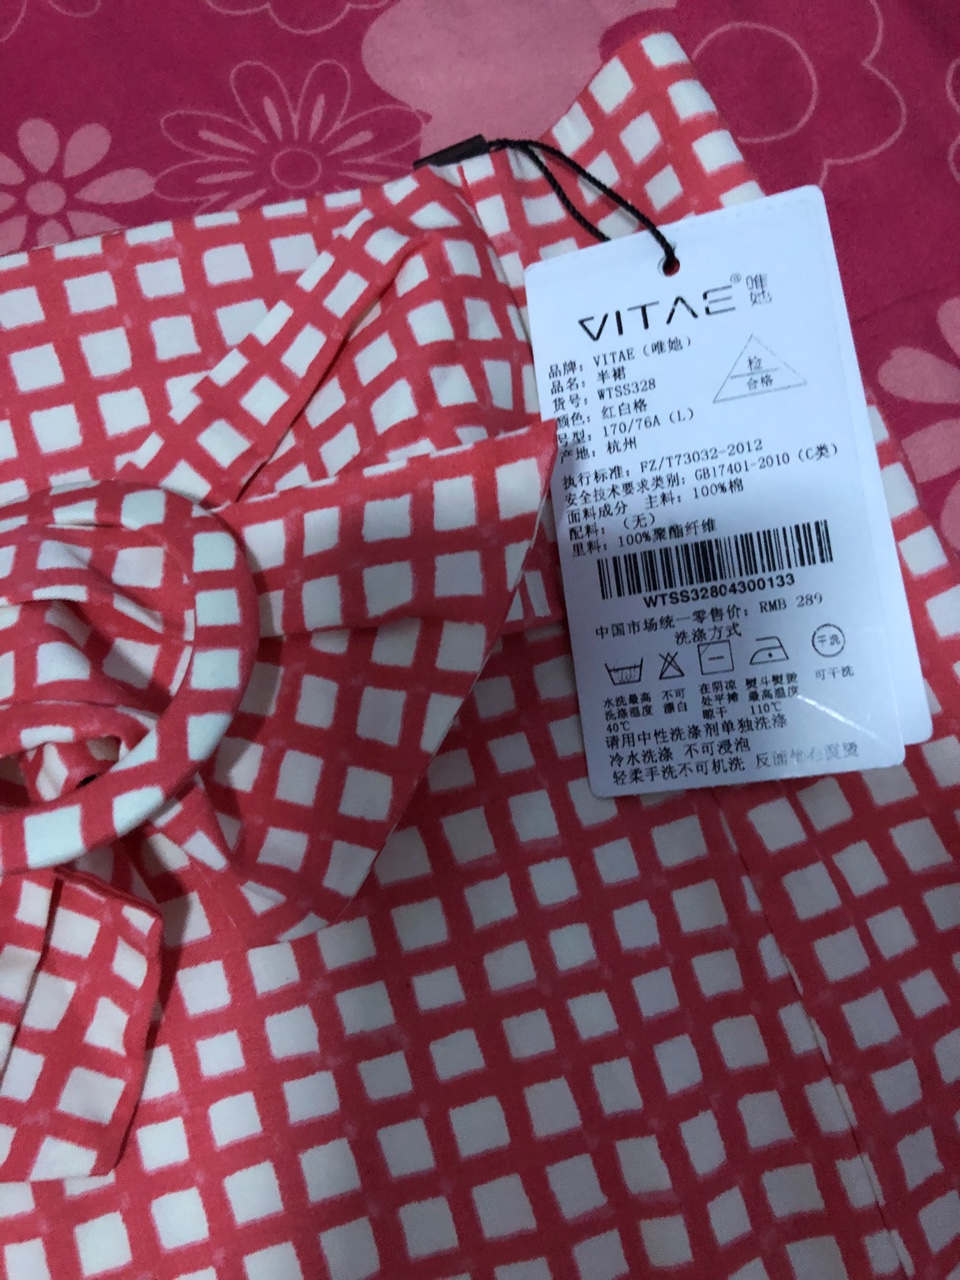 VITAE®唯她
品牌: VITAE（唯她）
品名: 半裙
货号: WTSS328
颜色: 红白格
号型: 170/76A（L）
产地: 杭州
检
合格
执行标准: FZ/T73032-2012
安全技术要求类别: GB17401-2010（C类）
面料成分 主料: 100%棉
配料: （无）
里料: 100%聚酯纤维
WTSS32804300133
中国市场统一零售价: RMB 289
洗涤方式
干洗
水洗最高 不可 在阴凉 熨斗熨烫 可干洗
洗涤温度 漂白 处平摊 最高温度
40℃ 晾干 110℃
请用中性洗涤剂单独洗涤
冷水洗涤 不可浸泡
轻柔手洗不可机洗 反面